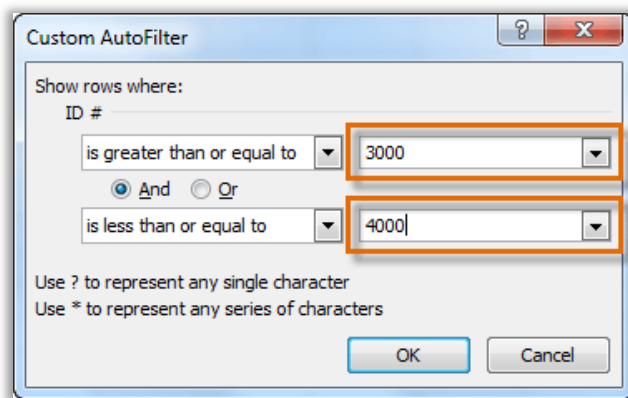 Custom AutoFilter
?
X
Show rows where:
ID #
is greater than or equal to 3000
And Or
is less than or equal to 4000
Use ? to represent any single character
Use * to represent any series of characters
OK Cancel